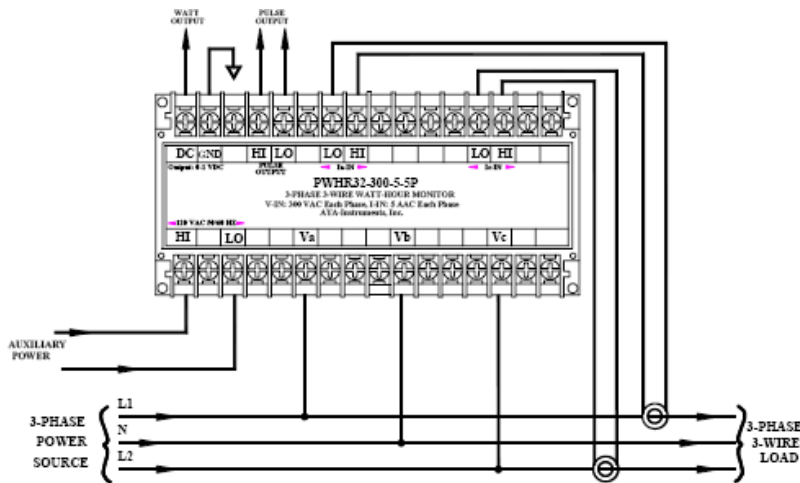 WATT
OUTPUT
PULSE
OUTPUT
DC GND HI LO LO HI LO HI
Output: 0-1 VDC
PULSE
OUTPUT
Ia-IN
Ic-IN
PWHR32-300-5-5P
3-PHASE 3-WIRE WATT-HOUR MONITOR
V-IN: 300 VAC Each Phase, I-IN: 5 AAC Each Phase
ATA-Instruments, Inc.
120 VAC 50/60 HZ
HI LO Va Vb Vc
AUXILIARY
POWER
3-PHASE
POWER
SOURCE
L1
N
L2
3-PHASE
3-WIRE
LOAD